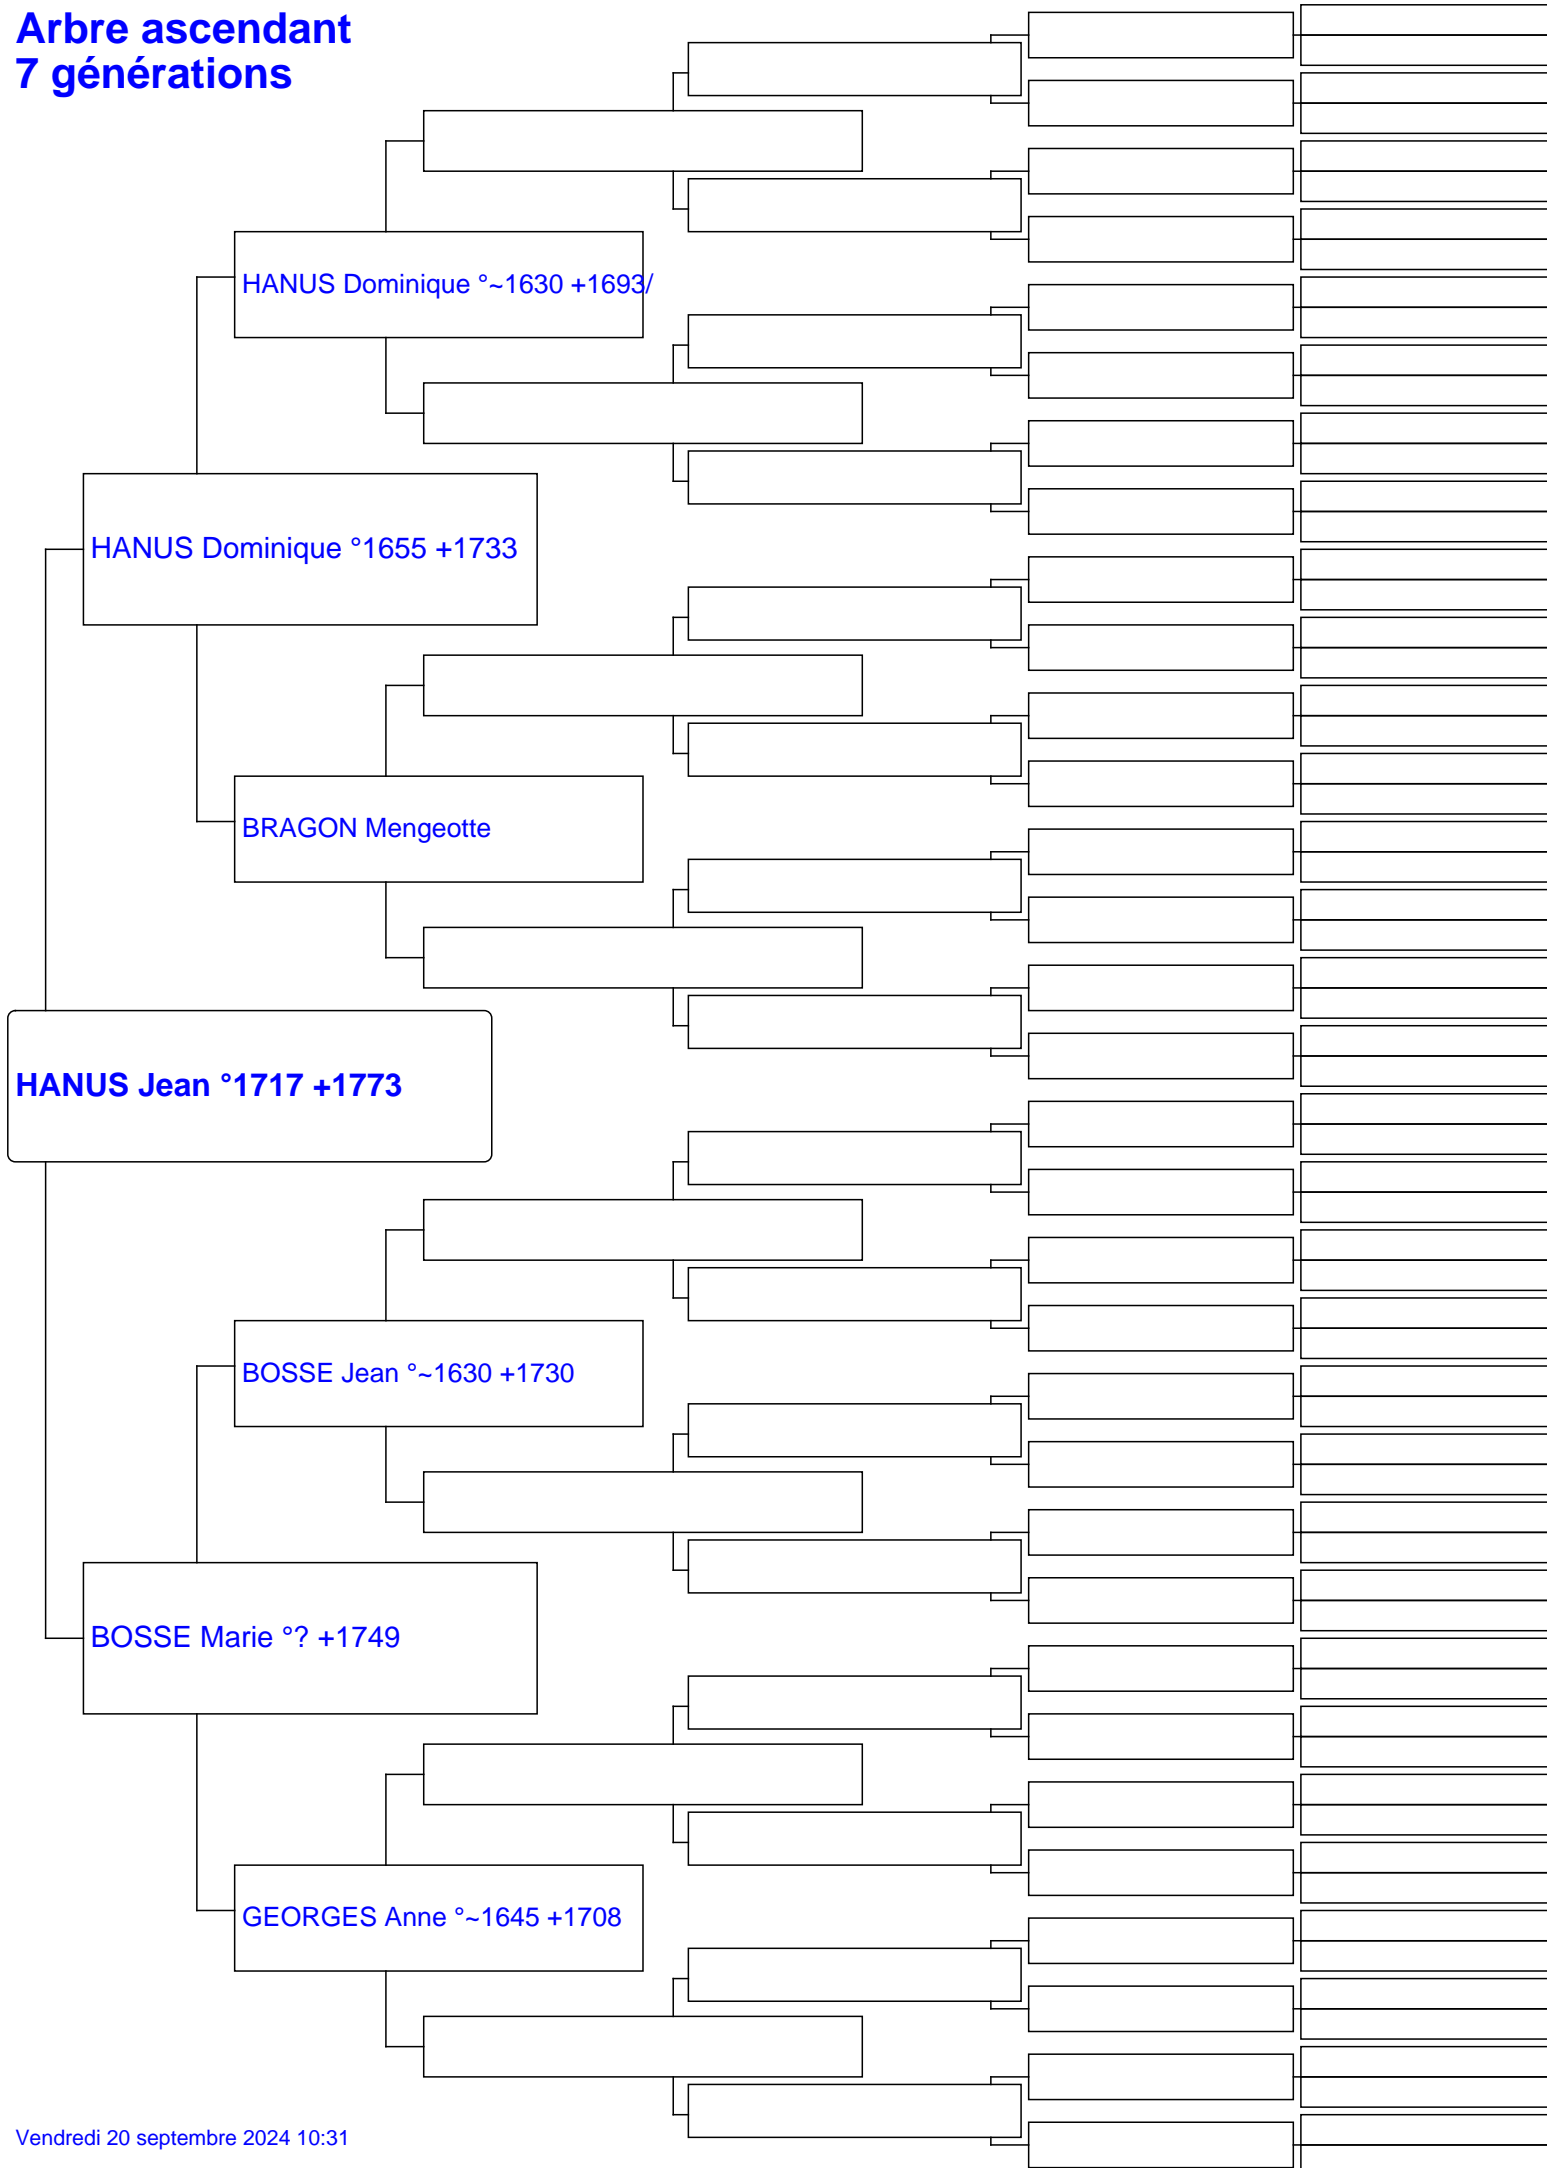 Arbre ascendant
7 générations
HANUS Dominique °~1630 +1693/
HANUS Dominique °1655 +1733
BRAGON Mengeotte
HANUS Jean °1717 +1773
BOSSE Jean °~1630 +1730
BOSSE Marie °? +1749
GEORGES Anne °~1645 +1708
Vendredi 20 septembre 2024 10:31